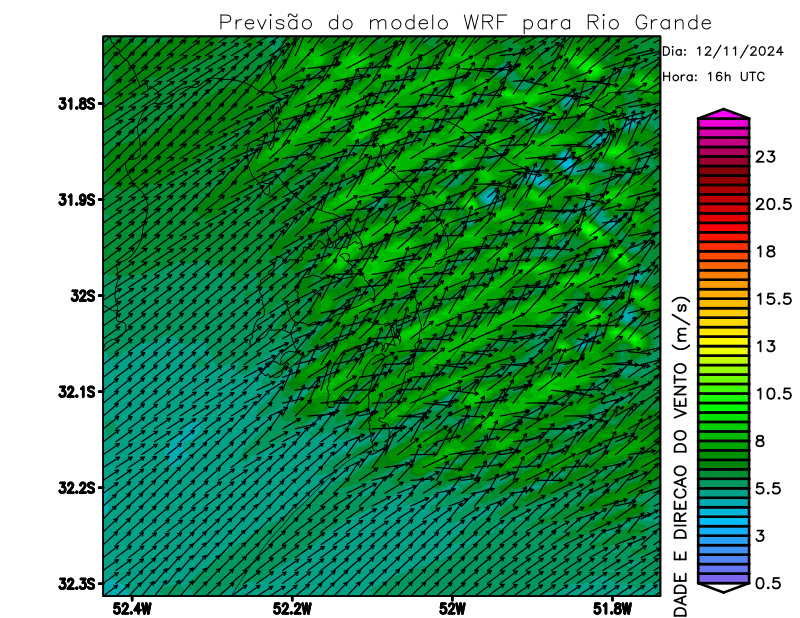 Previsão do modelo WRF para Rio Grande
Dia: 12/11/2024
Hora: 16h UTC
31.8S
31.9S
32S
32.1S
32.2S
32.3S
52.4W
52.2W
52W
51.8W
DADE E DIRECAO DO VENTO (m/s)
23
20.5
18
15.5
13
10.5
8
5.5
3
0.5